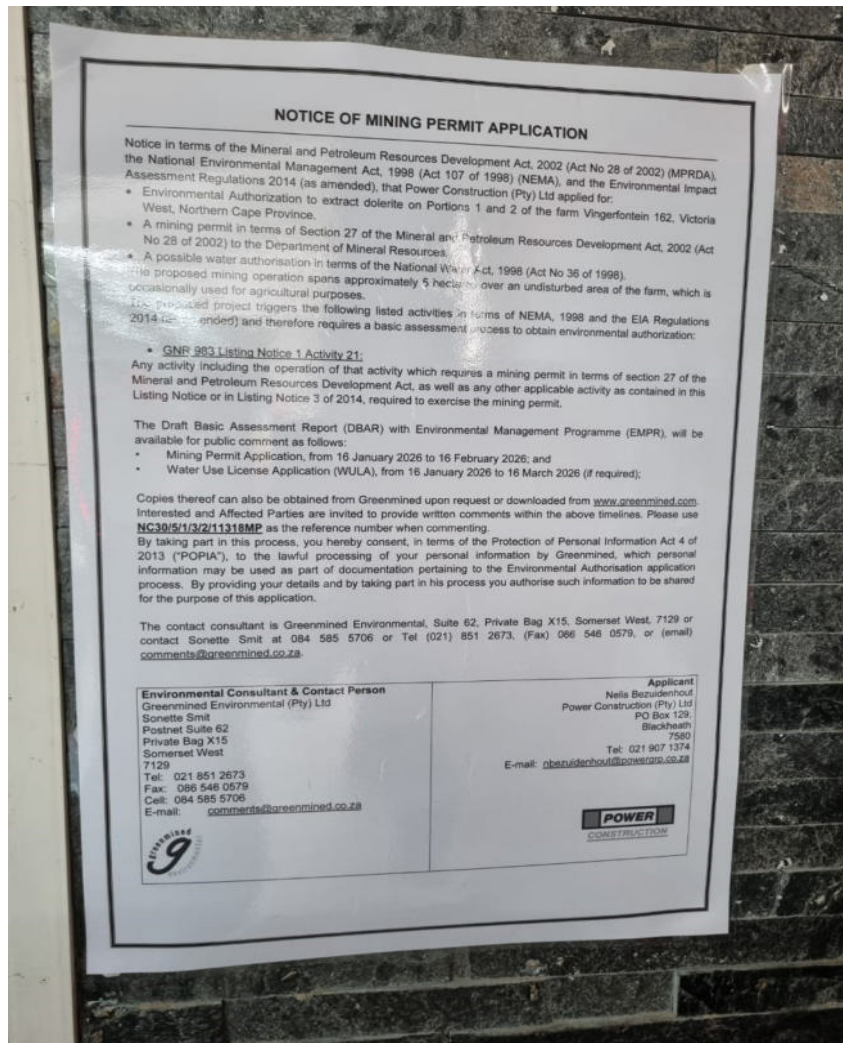 NOTICE OF MINING PERMIT APPLICATION
Notice in terms of the Mineral and Petroleum Resources Development Act, 2002 (Act No 28 of 2002) (MPRDA),
the National Environmental Management Act, 1998 (Act 107 of 1998) (NEMA), and the Environmental Impact
Assessment Regulations 2014 (as amended), that Power Construction (Pty) Ltd applied for:
• Environmental Authorization to extract dolerite on Portions 1 and 2 of the farm Vingerfontein 162, Victoria
West, Northern Cape Province.
• A mining permit in terms of Section 27 of the Mineral and Petroleum Resources Development Act, 2002 (Act
No 28 of 2002) to the Department of Mineral Resources.
• A possible water authorisation in terms of the National Water Act, 1998 (Act No 36 of 1998).
The proposed mining operation spans approximately 5 hectares over an undisturbed area of the farm, which is
occasionally used for agricultural purposes.
The proposed project triggers the following listed activities in terms of NEMA, 1998 and the EIA Regulations
2014 (as amended) and therefore requires a basic assessment process to obtain environmental authorization:
• GNR 983 Listing Notice 1 Activity 21:
Any activity including the operation of that activity which requires a mining permit in terms of section 27 of the
Mineral and Petroleum Resources Development Act, as well as any other applicable activity as contained in this
Listing Notice or in Listing Notice 3 of 2014, required to exercise the mining permit.
The Draft Basic Assessment Report (DBAR) with Environmental Management Programme (EMPR), will be
available for public comment as follows:
• Mining Permit Application, from 16 January 2026 to 16 February 2026; and
• Water Use License Application (WULA), from 16 January 2026 to 16 March 2026 (if required);
Copies thereof can also be obtained from Greenmined upon request or downloaded from www.greenmined.com.
Interested and Affected Parties are invited to provide written comments within the above timelines. Please use
NC30/5/1/3/2/11318MP as the reference number when commenting.
By taking part in this process, you hereby consent, in terms of the Protection of Personal Information Act 4 of
2013 ("POPIA"), to the lawful processing of your personal information by Greenmined, which personal
information may be used as part of documentation pertaining to the Environmental Authorisation application
process. By providing your details and by taking part in his process you authorise such information to be shared
for the purpose of this application.
The contact consultant is Greenmined Environmental, Suite 62, Private Bag X15, Somerset West, 7129 or
contact Sonette Smit at 084 585 5706 or Tel (021) 851 2673, (Fax) 086 546 0579, or (email)
comments@greenmined.co.za.
Environmental Consultant & Contact Person
Greenmined Environmental (Pty) Ltd
Sonette Smit
Postnet Suite 62
Private Bag X15
Somerset West
7129
Tel: 021 851 2673
Fax: 086 546 0579
Cell: 084 585 5706
E-mail: comments@greenmined.co.za
greenmined
environmental
Applicant
Nelis Bezuidenhout
Power Construction (Pty) Ltd
PO Box 129,
Blackheath
7580
Tel: 021 907 1374
E-mail: nbezuidenhout@powergrp.co.za
POWER
CONSTRUCTION